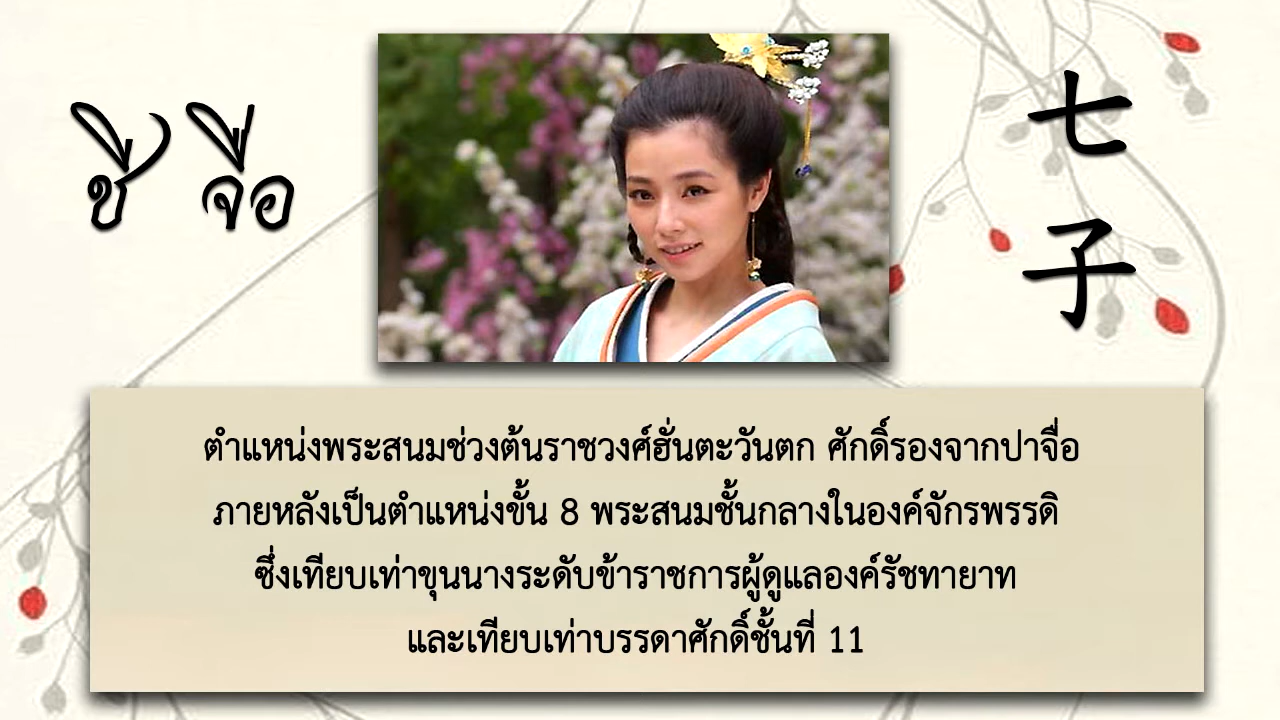 ชี จื่อ
七
子
ตำแหน่งพระสนมช่วงต้นราชวงศ์ฮั่นตะวันตก ศักดิ์รองจากปาจื่อ
ภายหลังเป็นตำแหน่งขั้น 8 พระสนมชั้นกลางในองค์จักรพรรดิ
ซึ่งเทียบเท่าขุนนางระดับข้าราชการผู้ดูแลองค์รัชทายาท
และเทียบเท่าบรรดาศักดิ์ชั้นที่ 11